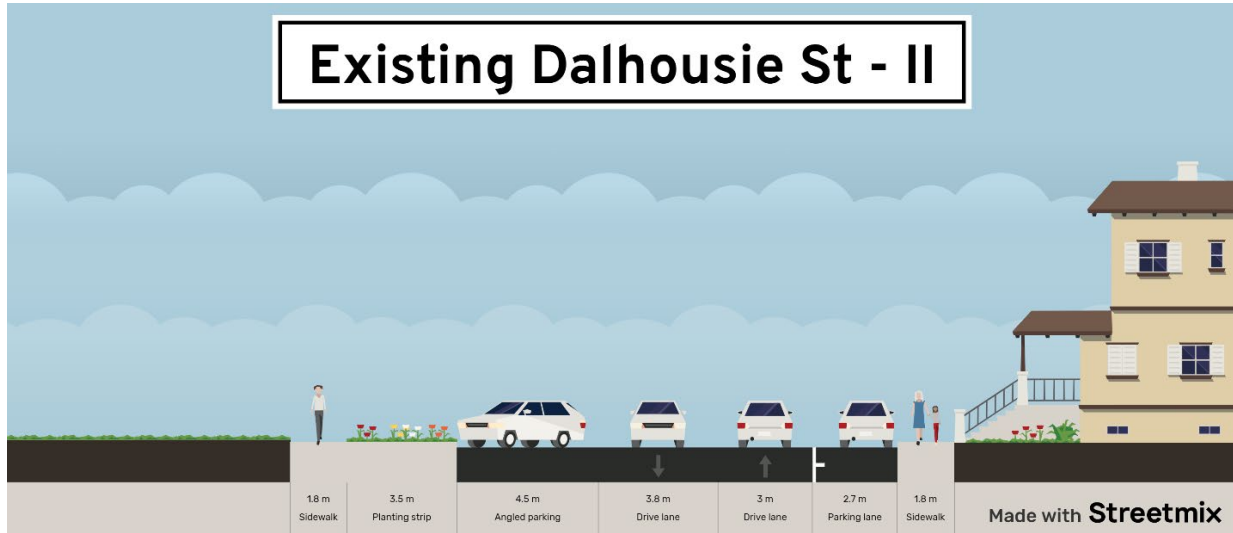 Existing Dalhousie St - II
1.8 m
Sidewalk
3.5 m
Planting strip
4.5 m
Angled parking
3.8 m
Drive lane
3 m
Drive lane
2.7 m
Parking lane
1.8 m
Sidewalk
Made with Streetmix